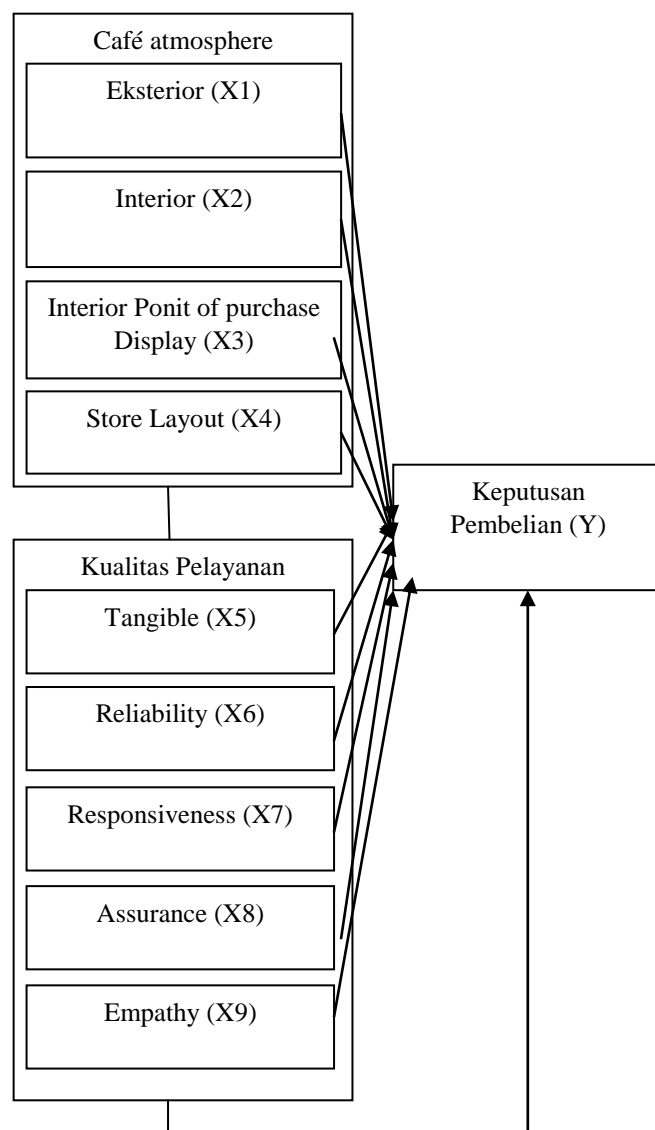 Café atmosphere
Eksterior (X1)
Interior (X2)
Interior Ponit of purchase
Display (X3)
Store Layout (X4)
Keputusan
Pembelian (Y)
Kualitas Pelayanan
Tangible (X5)
Reliability (X6)
Responsiveness (X7)
Assurance (X8)
Empathy (X9)